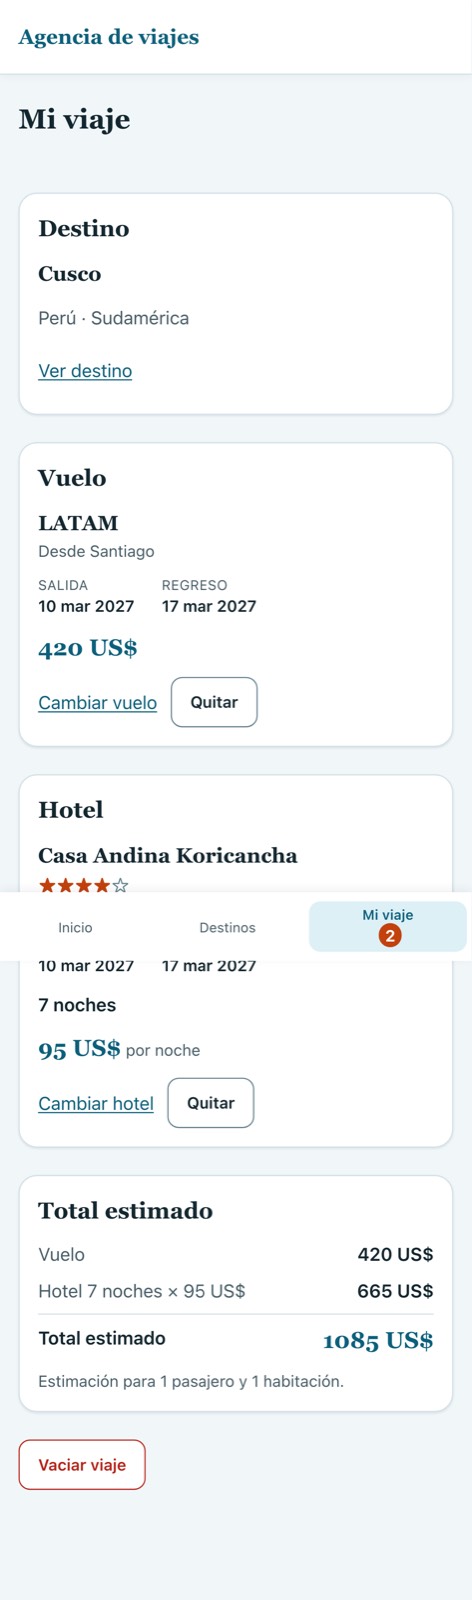 Agencia de viajes
Mi viaje
Destino
Cusco
Perú · Sudamérica
Ver destino
Vuelo
LATAM
Desde Santiago
SALIDA REGRESO
10 mar 2027 17 mar 2027
420 US$
Cambiar vuelo Quitar
Hotel
Casa Andina Koricancha
★★★★☆
Inicio Destinos Mi viaje 2
10 mar 2027 17 mar 2027
7 noches
95 US$ por noche
Cambiar hotel Quitar
Total estimado
Vuelo 420 US$
Hotel 7 noches × 95 US$ 665 US$
Total estimado 1085 US$
Estimación para 1 pasajero y 1 habitación.
Vaciar viaje